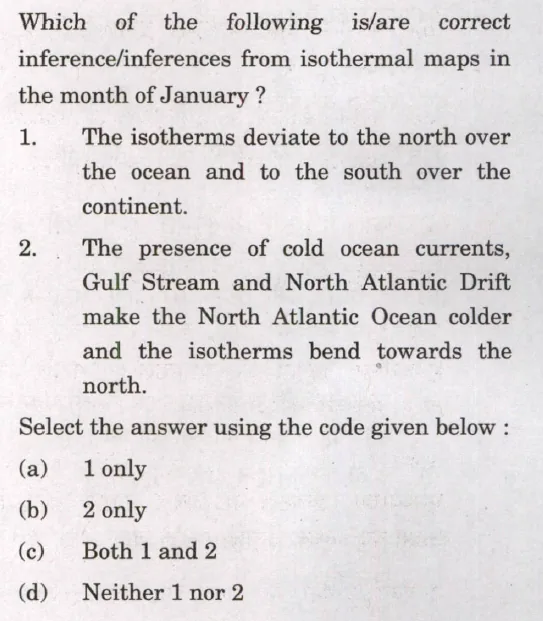 Which of the following is/are correct
inference/inferences from isothermal maps in
the month of January ?
1. The isotherms deviate to the north over
the ocean and to the south over the
continent.
2. The presence of cold ocean currents,
Gulf Stream and North Atlantic Drift
make the North Atlantic Ocean colder
and the isotherms bend towards the
north.
Select the answer using the code given below :
(a) 1 only
(b) 2 only
(c) Both 1 and 2
(d) Neither 1 nor 2